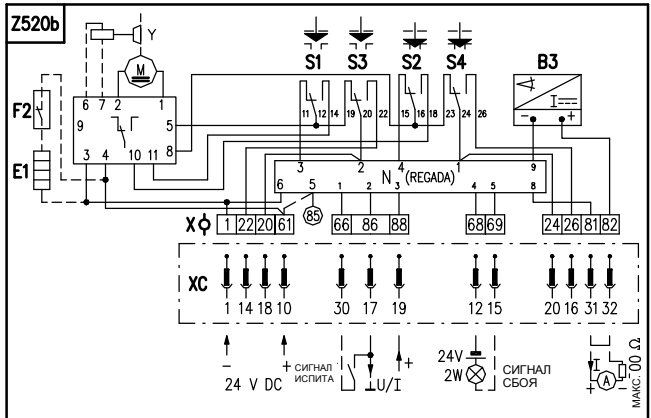 Z520b
Y
M
S1 S3 S2 S4 B3
I
6 7 2 1
F2
9 5
8
3 4 10 11
E1
11 12 14 19 20 22 15 16 18 23 24 26
− +
3 2 4 1 9
N (REGADA)
6 5 1 2 3 4 5 8
85
X 1 22 20 61 66 86 88 68 69 24 26 81 82
XC
1 14 18 10 30 17 19 12 15 20 16 31 32
− +
24 V DC
СИГНАЛ
ИСПИТА
U/I
+
24V
2W
СИГНАЛ
СБОЯ
I
A
+ −
МАКС. 00 Ω